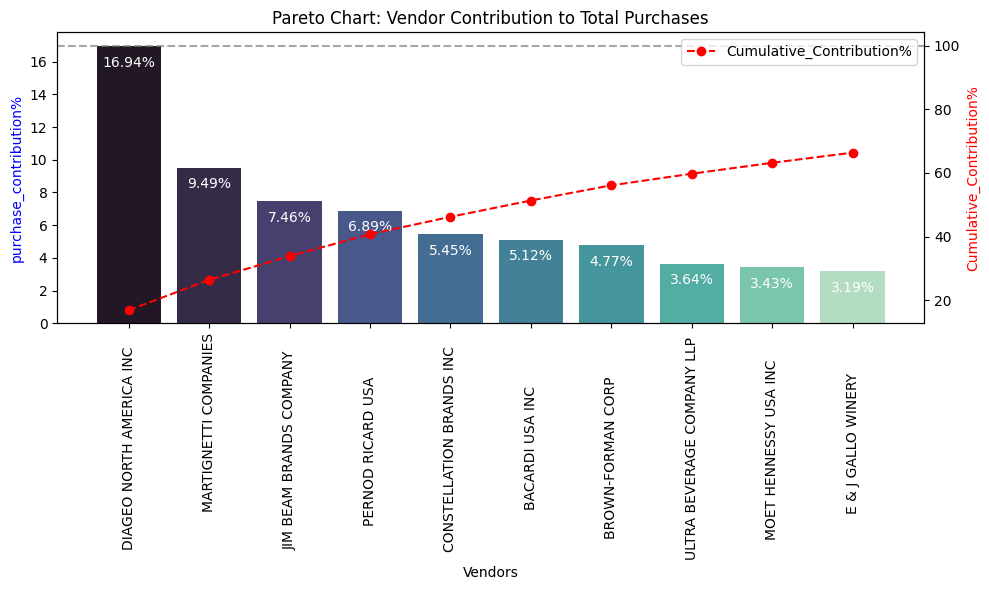 Pareto Chart: Vendor Contribution to Total Purchases
purchase_contribution%
16
14
12
10
8
6
4
2
0
16.94%
9.49%
7.46%
6.89%
5.45%
5.12%
4.77%
3.64%
3.43%
3.19%
Cumulative_Contribution%
100
80
60
40
20
Cumulative_Contribution%
DIAGEO NORTH AMERICA INC
MARTIGNETTI COMPANIES
JIM BEAM BRANDS COMPANY
PERNOD RICARD USA
CONSTELLATION BRANDS INC
BACARDI USA INC
BROWN-FORMAN CORP
ULTRA BEVERAGE COMPANY LLP
MOET HENNESSY USA INC
E & J GALLO WINERY
Vendors